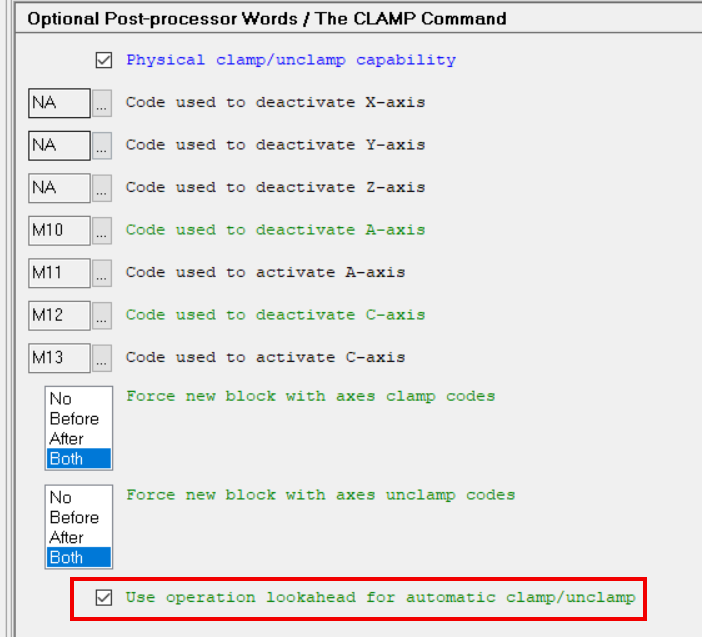 Optional Post-processor Words / The CLAMP Command
Physical clamp/unclamp capability
NA ... Code used to deactivate X-axis
NA ... Code used to deactivate Y-axis
NA ... Code used to deactivate Z-axis
M10 ... Code used to deactivate A-axis
M11 ... Code used to activate A-axis
M12 ... Code used to deactivate C-axis
M13 ... Code used to activate C-axis
No Force new block with axes clamp codes
Before
After
Both
No Force new block with axes unclamp codes
Before
After
Both
Use operation lookahead for automatic clamp/unclamp